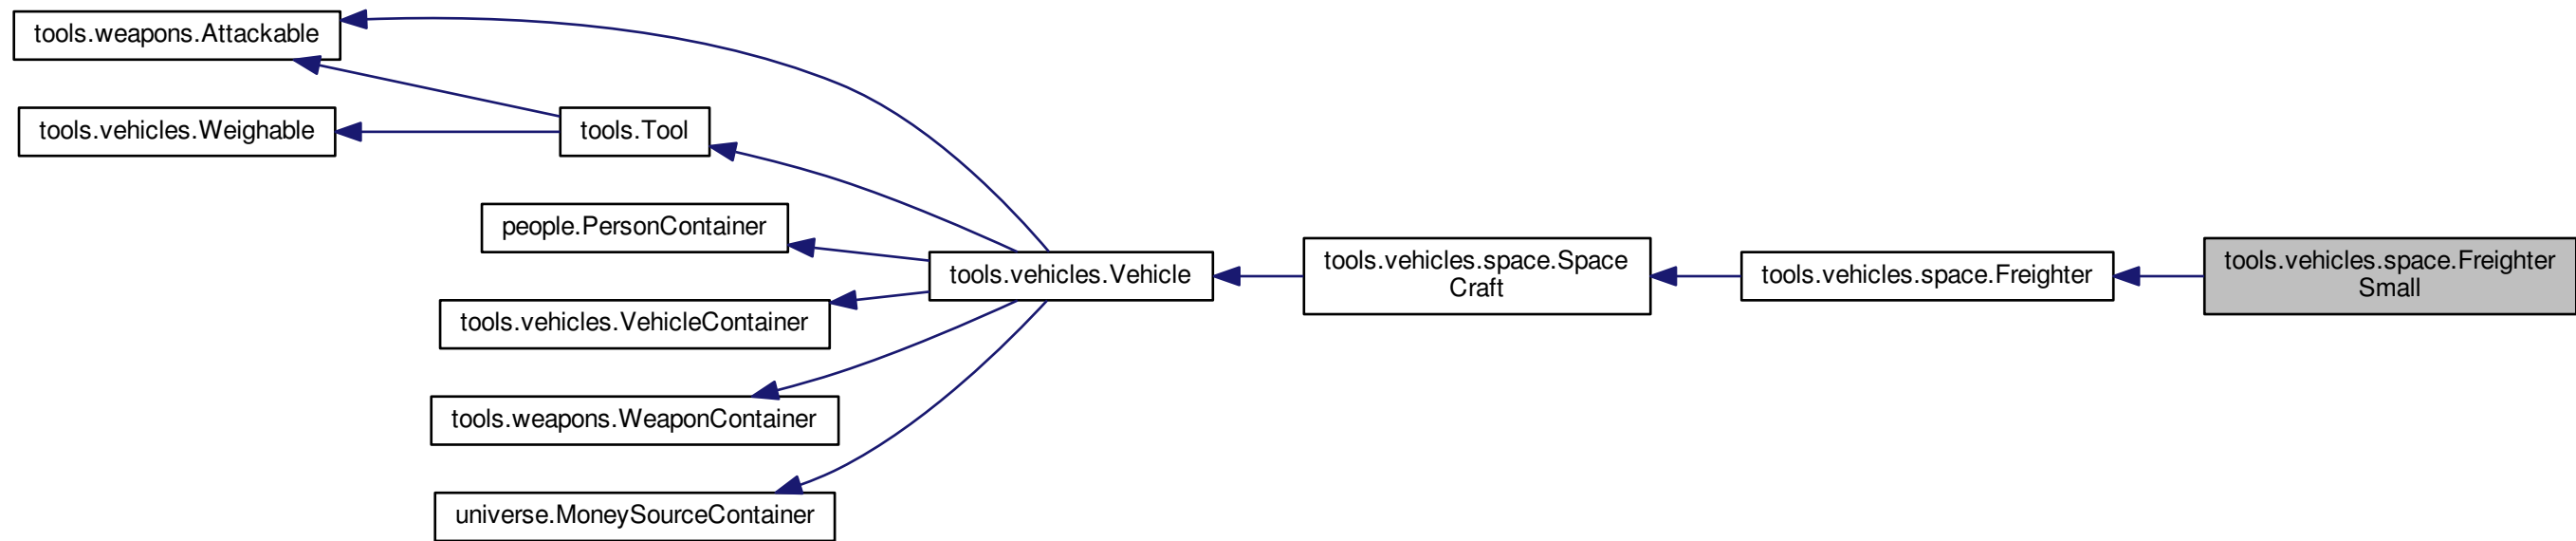 tools.weapons.Attackable
tools.vehicles.Weighable
tools.Tool
people.PersonContainer
tools.vehicles.VehicleContainer
tools.weapons.WeaponContainer
universe.MoneySourceContainer
tools.vehicles.Vehicle
tools.vehicles.space.Space
Craft
tools.vehicles.space.Freighter
tools.vehicles.space.Freighter
Small